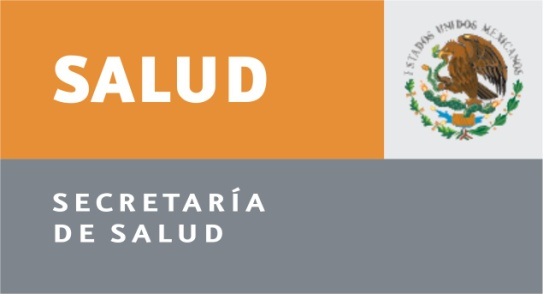 SALUD
ESTADOS UNIDOS MEXICANOS
SECRETARÍA
DE SALUD